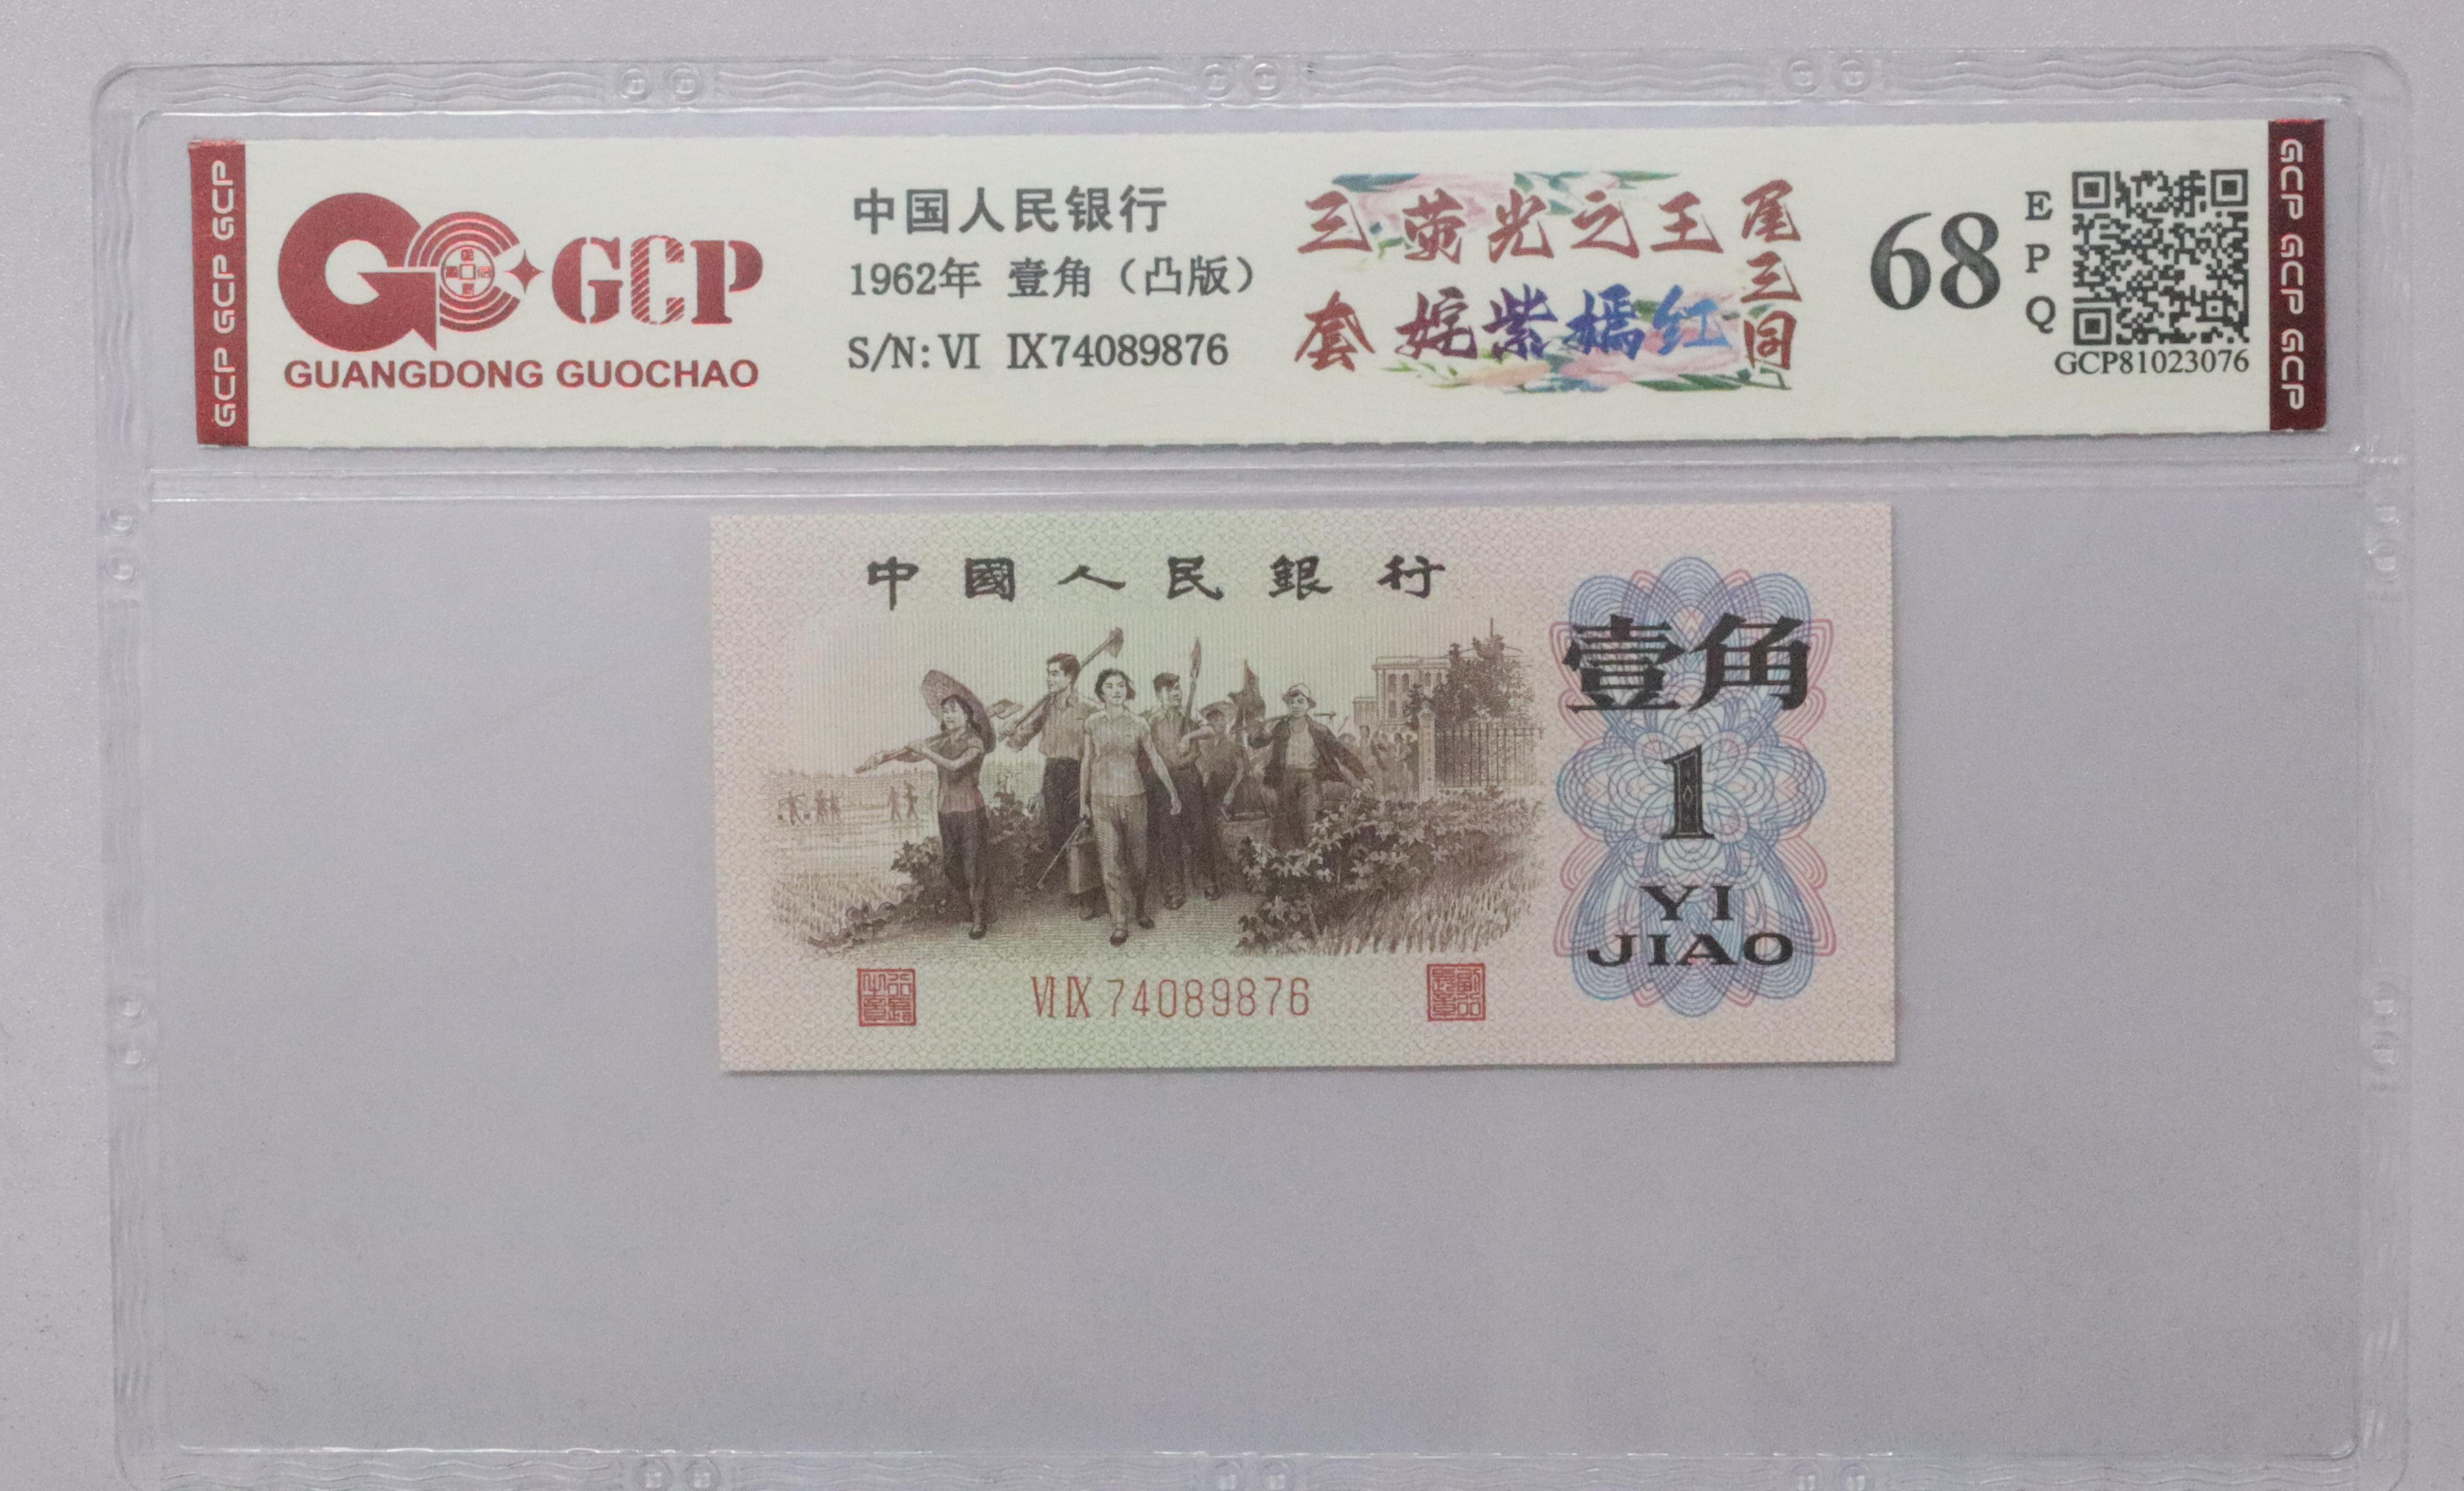 GCP GCP GCP
GCP
GUANGDONG GUOCHAO
中国人民银行
1962年 壹角（凸版）
S/N: VI IX74089876
三 荧光之王
套 姹紫嫣红
尾三同
68
EPQ
GCP81023076
GCP GCP GCP
中國人民銀行
壹角
1
YI
JIAO
VI IX 74089876